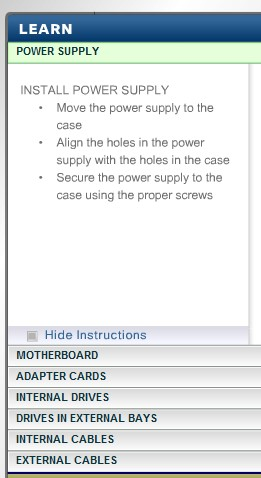 LEARN
POWER SUPPLY
INSTALL POWER SUPPLY
• Move the power supply to the
case
• Align the holes in the power
supply with the holes in the case
• Secure the power supply to the
case using the proper screws
Hide Instructions
MOTHERBOARD
ADAPTER CARDS
INTERNAL DRIVES
DRIVES IN EXTERNAL BAYS
INTERNAL CABLES
EXTERNAL CABLES